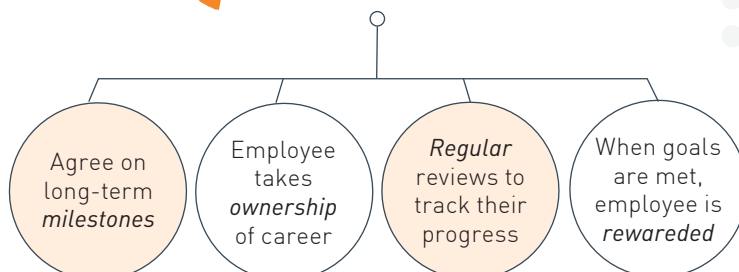 Agree on
long-term
milestones
Employee
takes
ownership
of career
Regular
reviews to
track their
progress
When goals
are met,
employee is
rewareded